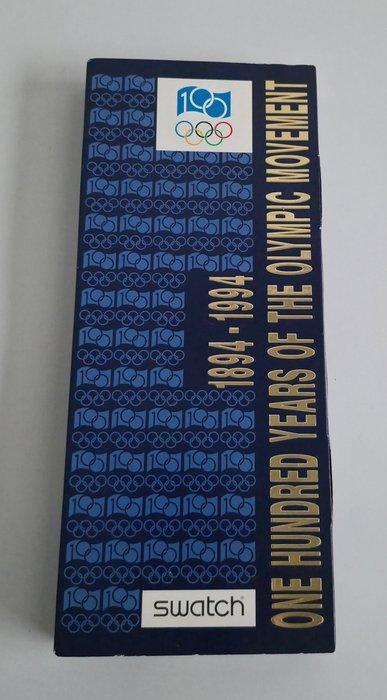 100
1894 - 1994
ONE HUNDRED YEARS OF THE OLYMPIC MOVEMENT
swatch